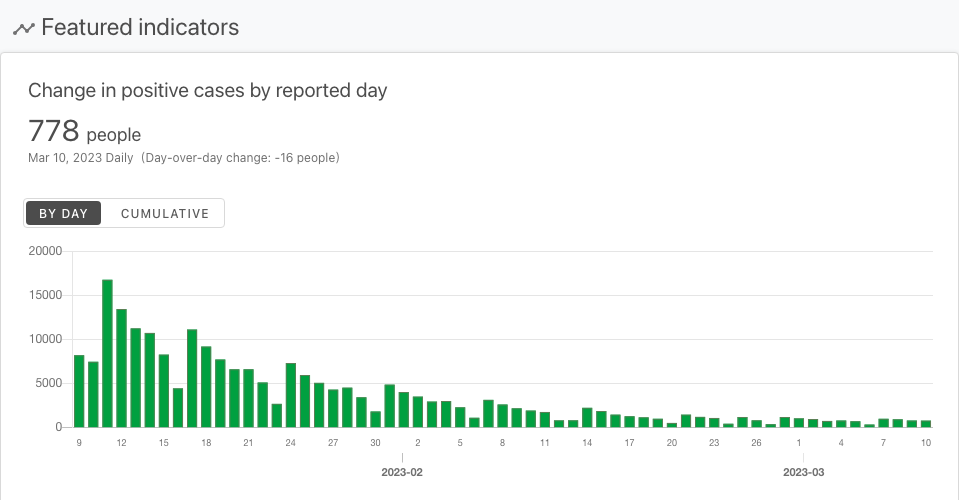 Featured indicators
Change in positive cases by reported day
778 people
Mar 10, 2023 Daily (Day-over-day change: -16 people)
BY DAY CUMULATIVE
20000
15000
10000
5000
0
9 12 15 18 21 24 27 30 2 5 8 11 14 17 20 23 26 1 4 7 10
2023-02 2023-03